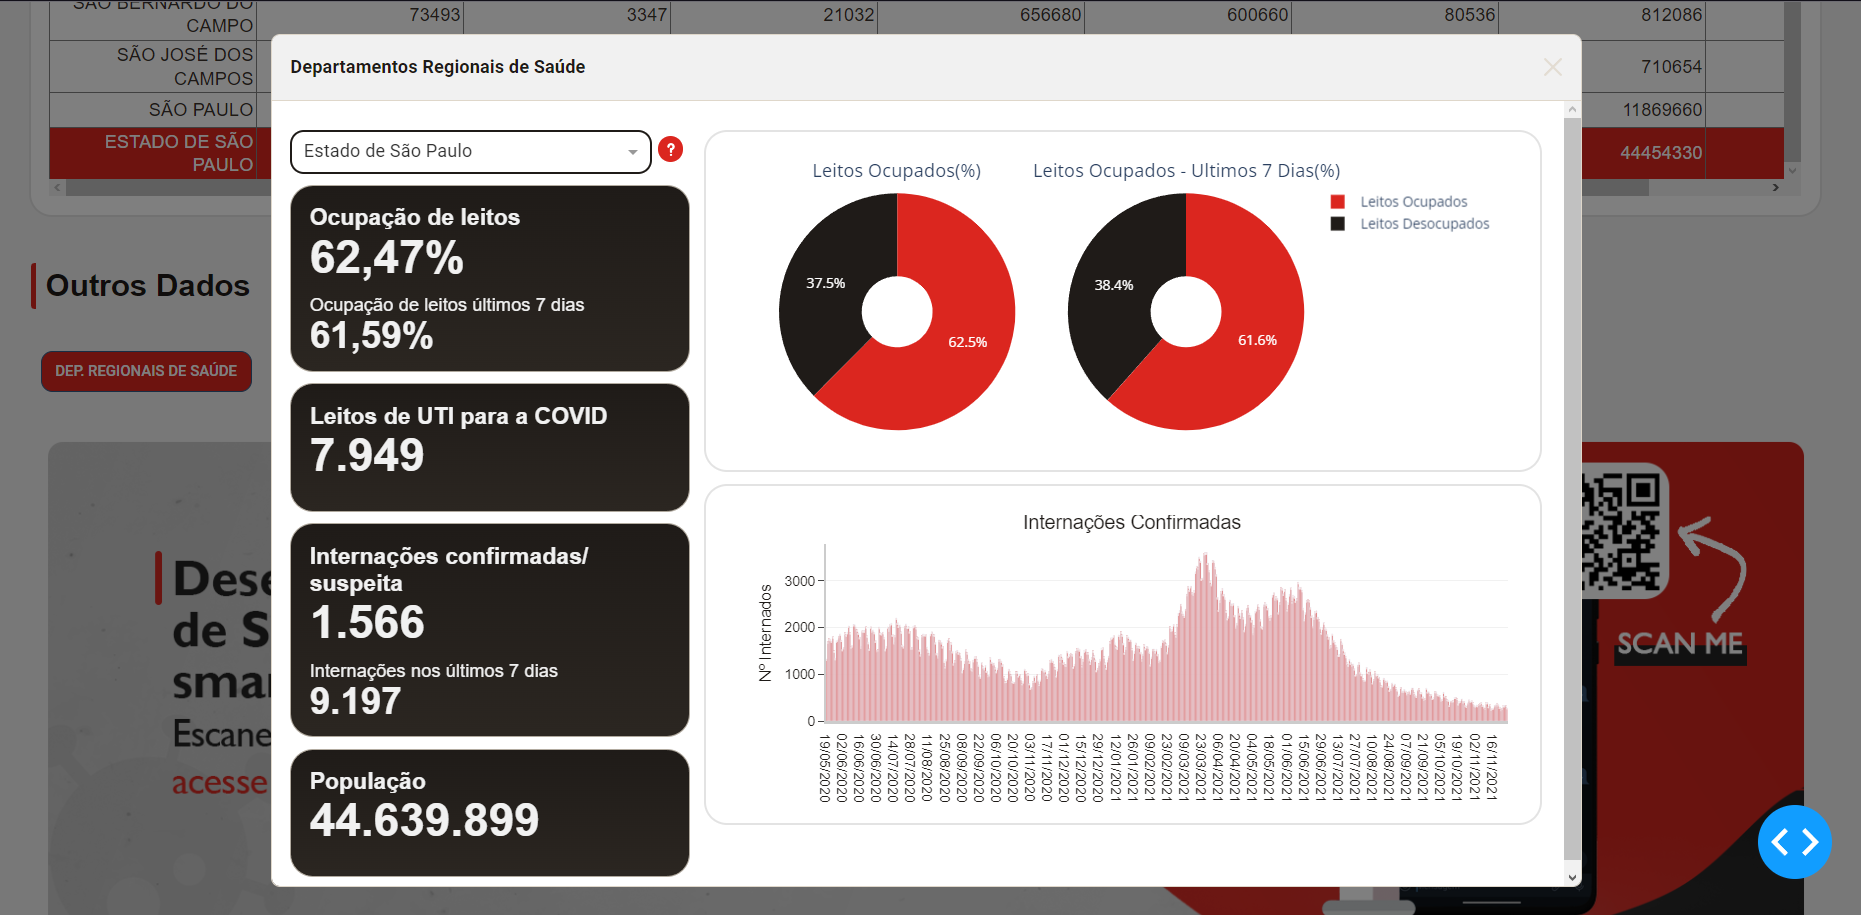 SÃO BERNARDO DO
CAMPO
73493
3347
21032
656680
600660
80536
812086
SÃO JOSÉ DOS
CAMPOS
710654
SÃO PAULO
11869660
ESTADO DE SÃO
PAULO
44454330
Outros Dados
DEP. REGIONAIS DE SAÚDE
Departamentos Regionais de Saúde
Estado de São Paulo
?
Ocupação de leitos
62,47%
Ocupação de leitos últimos 7 dias
61,59%
Leitos de UTI para a COVID
7.949
Internações confirmadas/
suspeita
1.566
Internações nos últimos 7 dias
9.197
População
44.639.899
Leitos Ocupados(%)
37.5%
62.5%
Leitos Ocupados - Ultimos 7 Dias(%)
38.4%
61.6%
Leitos Ocupados
Leitos Desocupados
Internações Confirmadas
Nº Internados
3000
2000
1000
0
19/05/2020
02/06/2020
16/06/2020
30/06/2020
14/07/2020
28/07/2020
11/08/2020
25/08/2020
08/09/2020
22/09/2020
06/10/2020
20/10/2020
03/11/2020
17/11/2020
01/12/2020
15/12/2020
29/12/2020
12/01/2021
26/01/2021
09/02/2021
23/02/2021
09/03/2021
23/03/2021
06/04/2021
20/04/2021
04/05/2021
18/05/2021
01/06/2021
15/06/2021
29/06/2021
13/07/2021
27/07/2021
10/08/2021
24/08/2021
07/09/2021
21/09/2021
05/10/2021
19/10/2021
02/11/2021
16/11/2021
Dese
de S
sma
Escane
acesse
SCAN ME